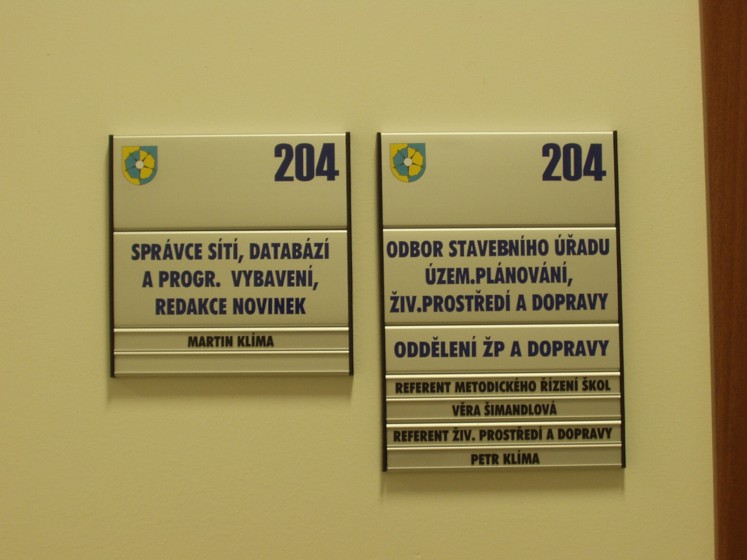 204
SPRÁVCE SÍTÍ, DATABÁZÍ
A PROGR. VYBAVENÍ,
REDAKCE NOVINEK
MARTIN KLÍMA
204
ODBOR STAVEBNÍHO ÚŘADU
ÚZEM.PLÁNOVÁNÍ,
ŽIV.PROSTŘEDÍ A DOPRAVY
ODDĚLENÍ ŽP A DOPRAVY
REFERENT METODICKÉHO ŘÍZENÍ ŠKOL
VĚRA ŠIMANDLOVÁ
REFERENT ŽIV. PROSTŘEDÍ A DOPRAVY
PETR KLÍMA